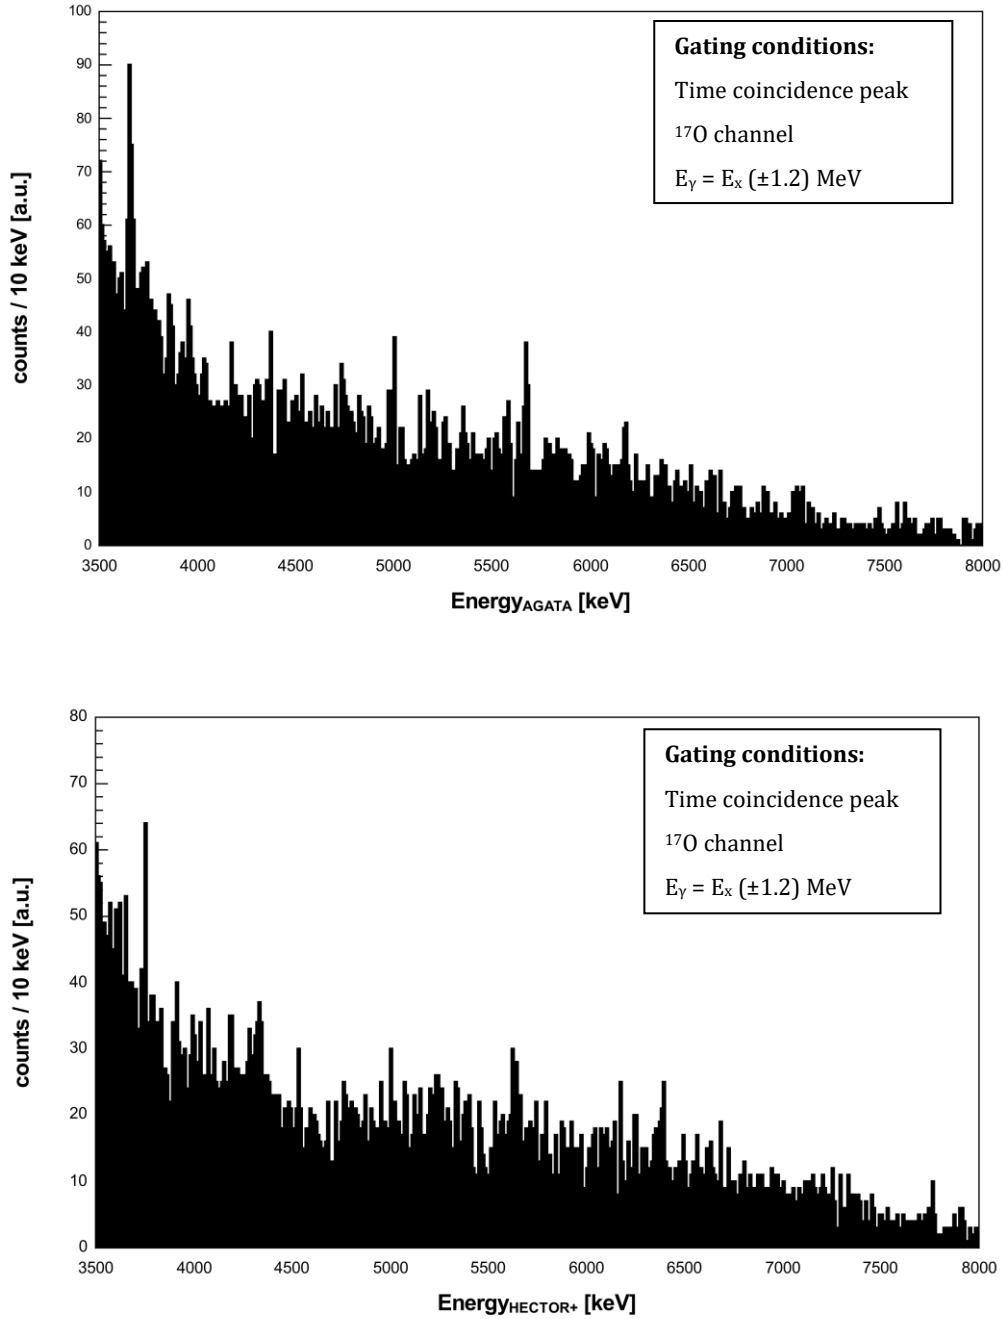 100
90
80
70
60
50
40
30
20
10
0
counts / 10 keV [a.u.]
Gating conditions:
Time coincidence peak
¹⁷O channel
Eᵧ = Eₓ (±1.2) MeV
3500 4000 4500 5000 5500 6000 6500 7000 7500 8000
Energy_AGATA [keV]
80
70
60
50
40
30
20
10
0
counts / 10 keV [a.u.]
Gating conditions:
Time coincidence peak
¹⁷O channel
Eᵧ = Eₓ (±1.2) MeV
3500 4000 4500 5000 5500 6000 6500 7000 7500 8000
Energy_HECTOR+ [keV]